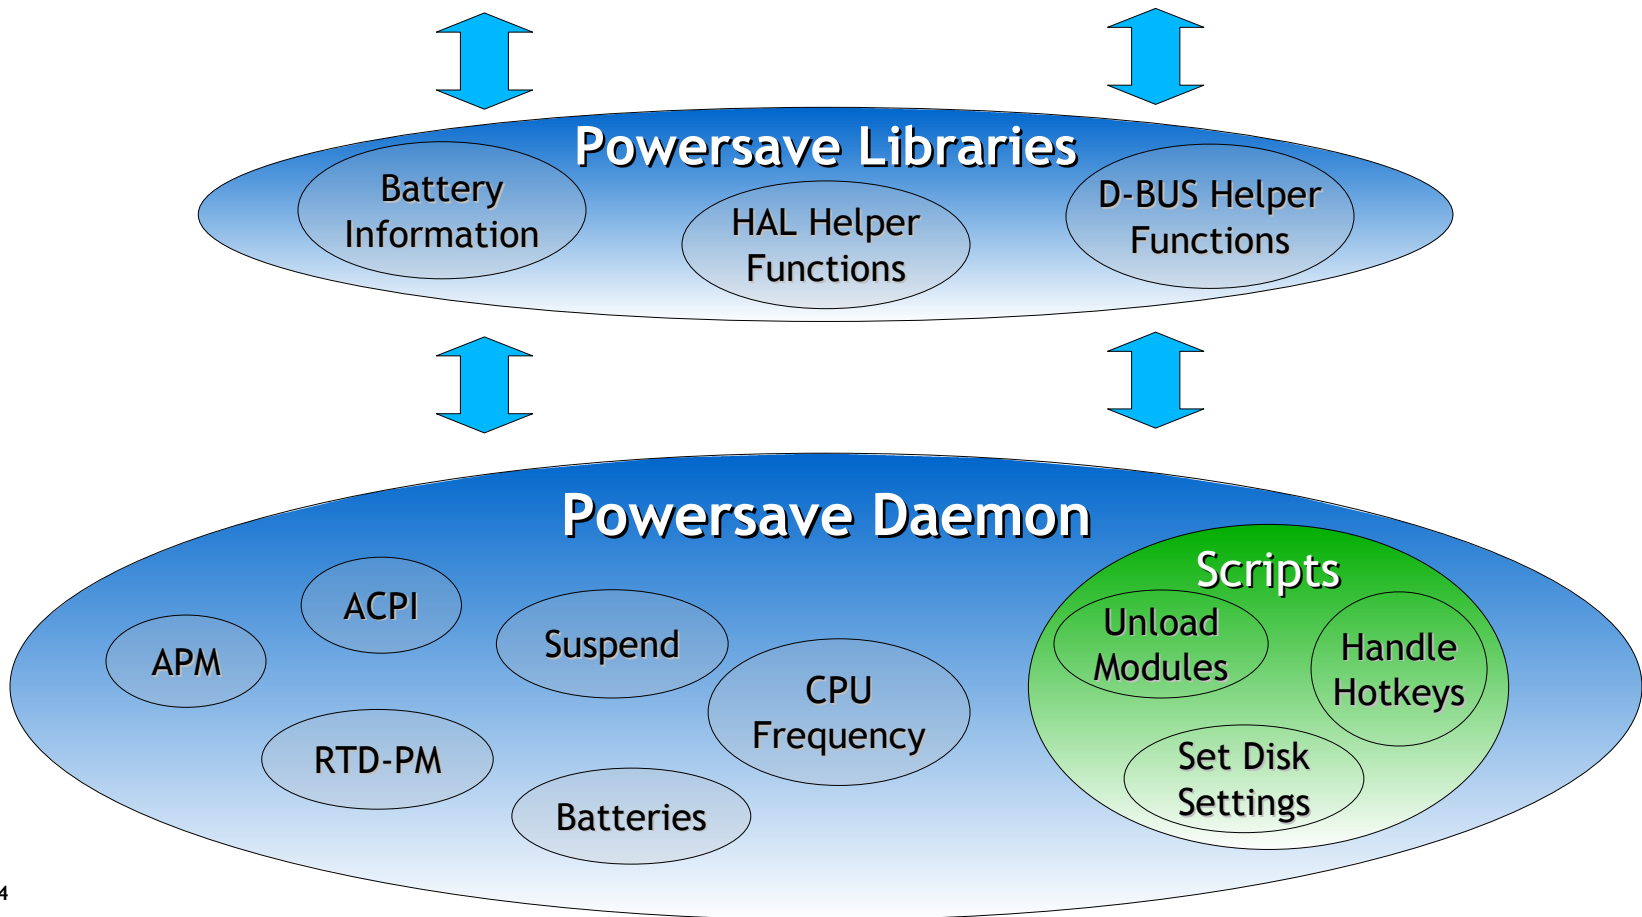 Powersave Libraries
Battery
Information
HAL Helper
Functions
D-BUS Helper
Functions
Powersave Daemon
APM
ACPI
Suspend
CPU
Frequency
RTD-PM
Batteries
Scripts
Unload
Modules
Handle
Hotkeys
Set Disk
Settings
4